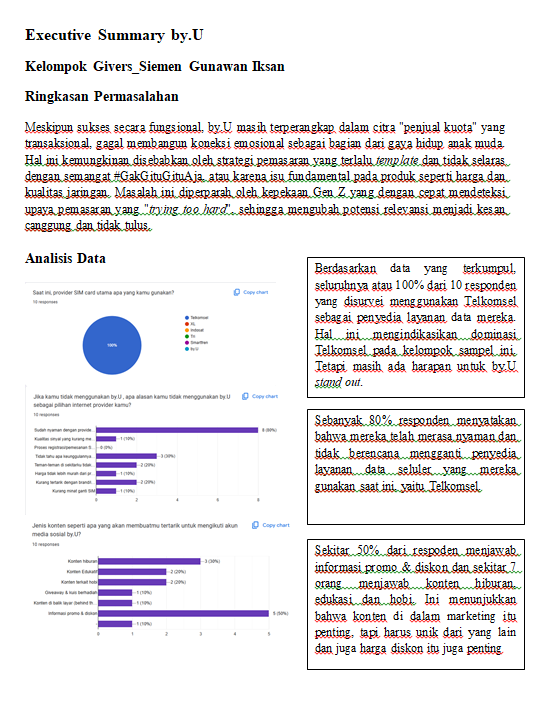 Executive Summary by.U
Kelompok Givers_Siemen Gunawan Iksan
Ringkasan Permasalahan
Meskipun sukses secara fungsional, by.U masih terperangkap dalam citra "penjual kuota" yang
transaksional, gagal membangun koneksi emosional sebagai bagian dari gaya hidup anak muda.
Hal ini kemungkinan disebabkan oleh strategi pemasaran yang terlalu template dan tidak selaras
dengan semangat #GakGituGituAja, atau karena isu fundamental pada produk seperti harga dan
kualitas jaringan. Masalah ini diperparah oleh kepekaan Gen Z yang dengan cepat mendeteksi
upaya pemasaran yang "trying too hard", sehingga mengubah potensi relevansi menjadi kesan
canggung dan tidak tulus.
Analisis Data
Saat ini, provider SIM card utama apa yang kamu gunakan?
Copy chart
10 responses
100%
Telkomsel
XL
Indosat
Tri
Smartfren
by.U
Berdasarkan data yang terkumpul,
seluruhnya atau 100% dari 10 responden
yang disurvei menggunakan Telkomsel
sebagai penyedia layanan data mereka.
Hal ini mengindikasikan dominasi
Telkomsel pada kelompok sampel ini.
Tetapi masih ada harapan untuk by.U
stand out.
Jika kamu tidak menggunakan by.U , apa alasan kamu tidak menggunakan by.U
sebagai pilihan internet provider kamu?
Copy chart
10 responses
Sudah nyaman dengan provide...
8 (80%)
Kualitas sinyal yang kurang me...
1 (10%)
Proses registrasi/pemesanan S...
0 (0%)
Tidak tahu apa keunggulannya...
3 (30%)
Teman-teman di sekitarku tidak...
2 (20%)
Harga tidak lebih murah dari pr...
1 (10%)
Kurang tertarik dengan brandi...
2 (20%)
Kurang minat ganti SIM
1 (10%)
0 2 4 6 8
Sebanyak 80% responden menyatakan
bahwa mereka telah merasa nyaman dan
tidak berencana mengganti penyedia
layanan data seluler yang mereka
gunakan saat ini, yaitu Telkomsel.
Jenis konten seperti apa yang akan membuatmu tertarik untuk mengikuti akun
media sosial by.U?
Copy chart
10 responses
Konten hiburan
3 (30%)
Konten Edukatif
2 (20%)
Konten terkait hobi
2 (20%)
Giveaway & kuis berhadiah
1 (10%)
Konten di balik layar (behind th...
1 (10%)
Informasi promo & diskon
5 (50%)
1 (10%)
0 1 2 3 4 5
Sekitar 50% dari respoden menjawab
informasi promo & diskon dan sekitar 7
orang menjawab konten hiburan,
edukasi dan hobi. Ini menunjukkan
bahwa konten di dalam marketing itu
penting, tapi harus unik dari yang lain
dan juga harga diskon itu juga penting.